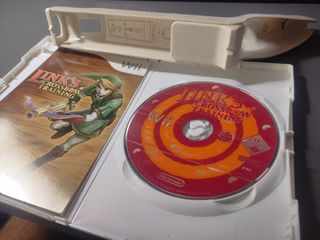 Wii
LINK'S
CROSSBOW
TRAINING
LINK'S
CROSSBOW
TRAINING
Wii
Nintendo